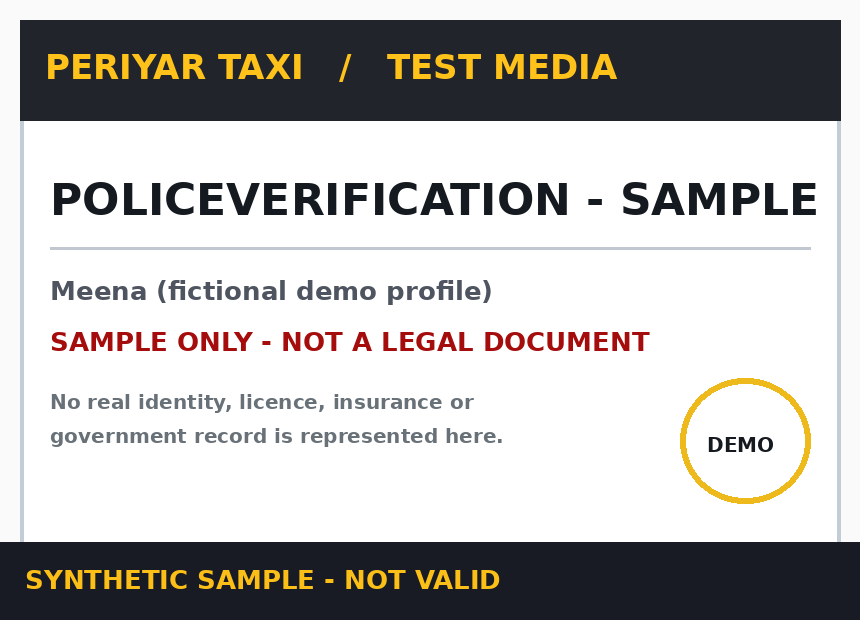 PERIYAR TAXI / TEST MEDIA
POLICEVERIFICATION - SAMPLE
Meena (fictional demo profile)
SAMPLE ONLY - NOT A LEGAL DOCUMENT
No real identity, licence, insurance or
government record is represented here.
DEMO
SYNTHETIC SAMPLE - NOT VALID